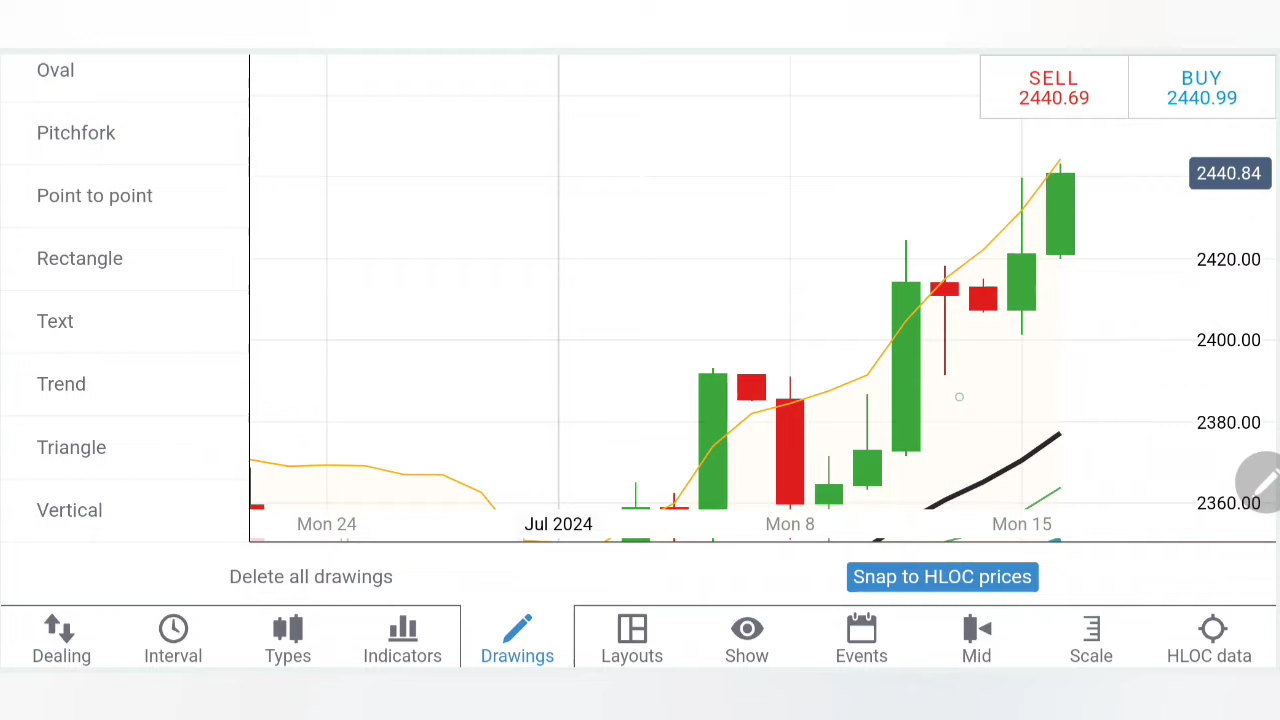 Oval
Pitchfork
Point to point
Rectangle
Text
Trend
Triangle
Vertical
SELL
2440.69
BUY
2440.99
2440.84
2420.00
2400.00
2380.00
2360.00
Mon 24
Jul 2024
Mon 8
Mon 15
Delete all drawings
Snap to HLOC prices
Dealing
Interval
Types
Indicators
Drawings
Layouts
Show
Events
Mid
Scale
HLOC data